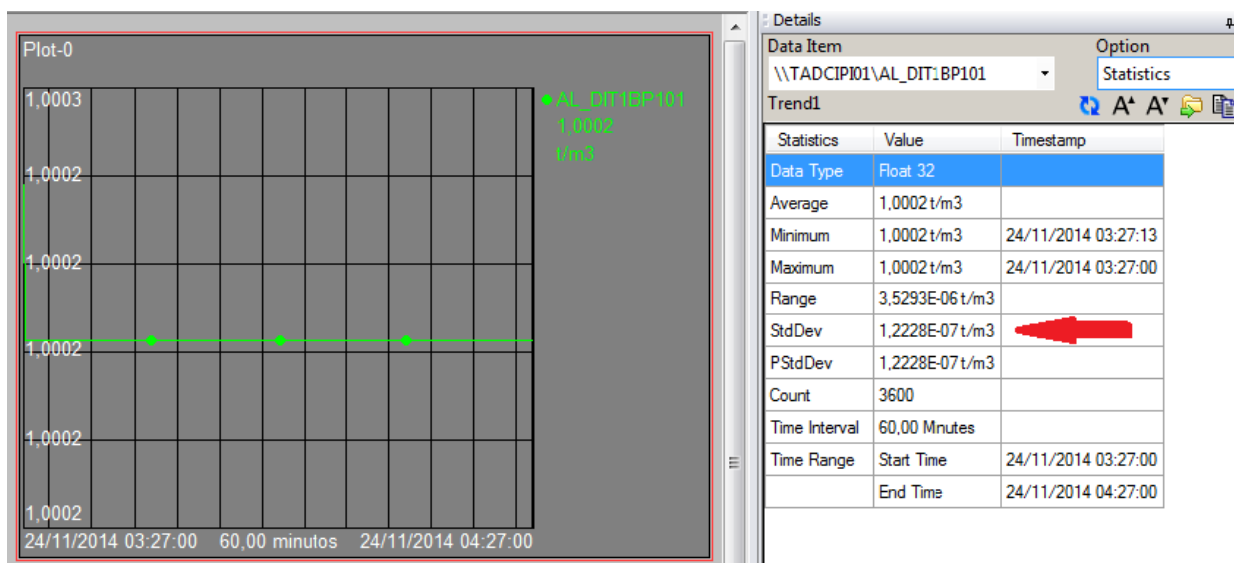 Plot-0
1,0003
1,0002
1,0002
1,0002
1,0002
1,0002
24/11/2014 03:27:00 60,00 minutos 24/11/2014 04:27:00
AL_DIT1BP101
1,0002
t/m3
Details
Data Item Option
\\TADCIPI01\AL_DIT1BP101 Statistics
Trend1
Statistics Value Timestamp
Data Type Float 32
Average 1,0002 t/m3
Minimum 1,0002 t/m3 24/11/2014 03:27:13
Maximum 1,0002 t/m3 24/11/2014 03:27:00
Range 3,5293E-06 t/m3
StdDev 1,2228E-07 t/m3
PStdDev 1,2228E-07 t/m3
Count 3600
Time Interval 60,00 Mnutes
Time Range Start Time 24/11/2014 03:27:00
End Time 24/11/2014 04:27:00